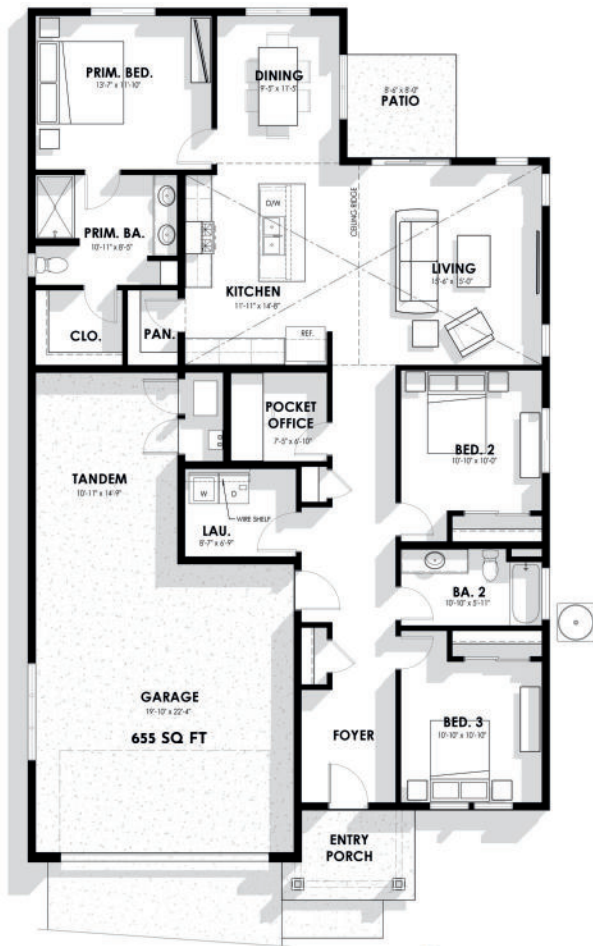 PRIM. BED.
13'-7" x 11'-10"
DINING
9'-5" x 11'-5"
8'-6" x 8'-0"
PATIO
PRIM. BA.
10'-11" x 8'-5"
D/W
CEILING RIDGE
KITCHEN
11'-11" x 14'-8"
LIVING
15'-6" x 15'-0"
CLO.
PAN.
REF.
POCKET
OFFICE
7'-5" x 6'-10"
BED. 2
10'-10" x 10'-0"
TANDEM
10'-11" x 14'-9"
W
D
WIRE SHELF
LAU.
8'-7" x 6'-9"
BA. 2
10'-10" x 5'-11"
GARAGE
19'-10" x 22'-4"
655 SQ FT
FOYER
BED. 3
10'-10" x 10'-10"
ENTRY
PORCH